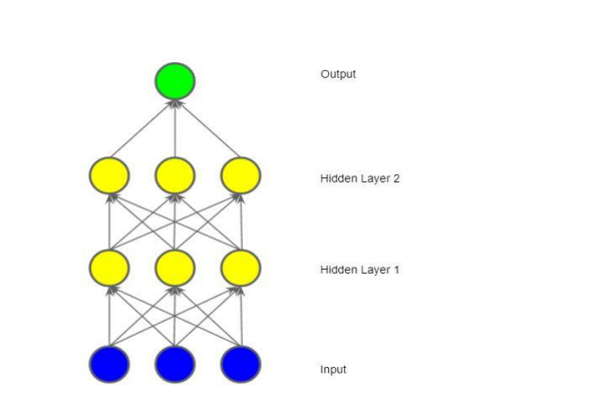 Output
Hidden Layer 2
Hidden Layer 1
Input